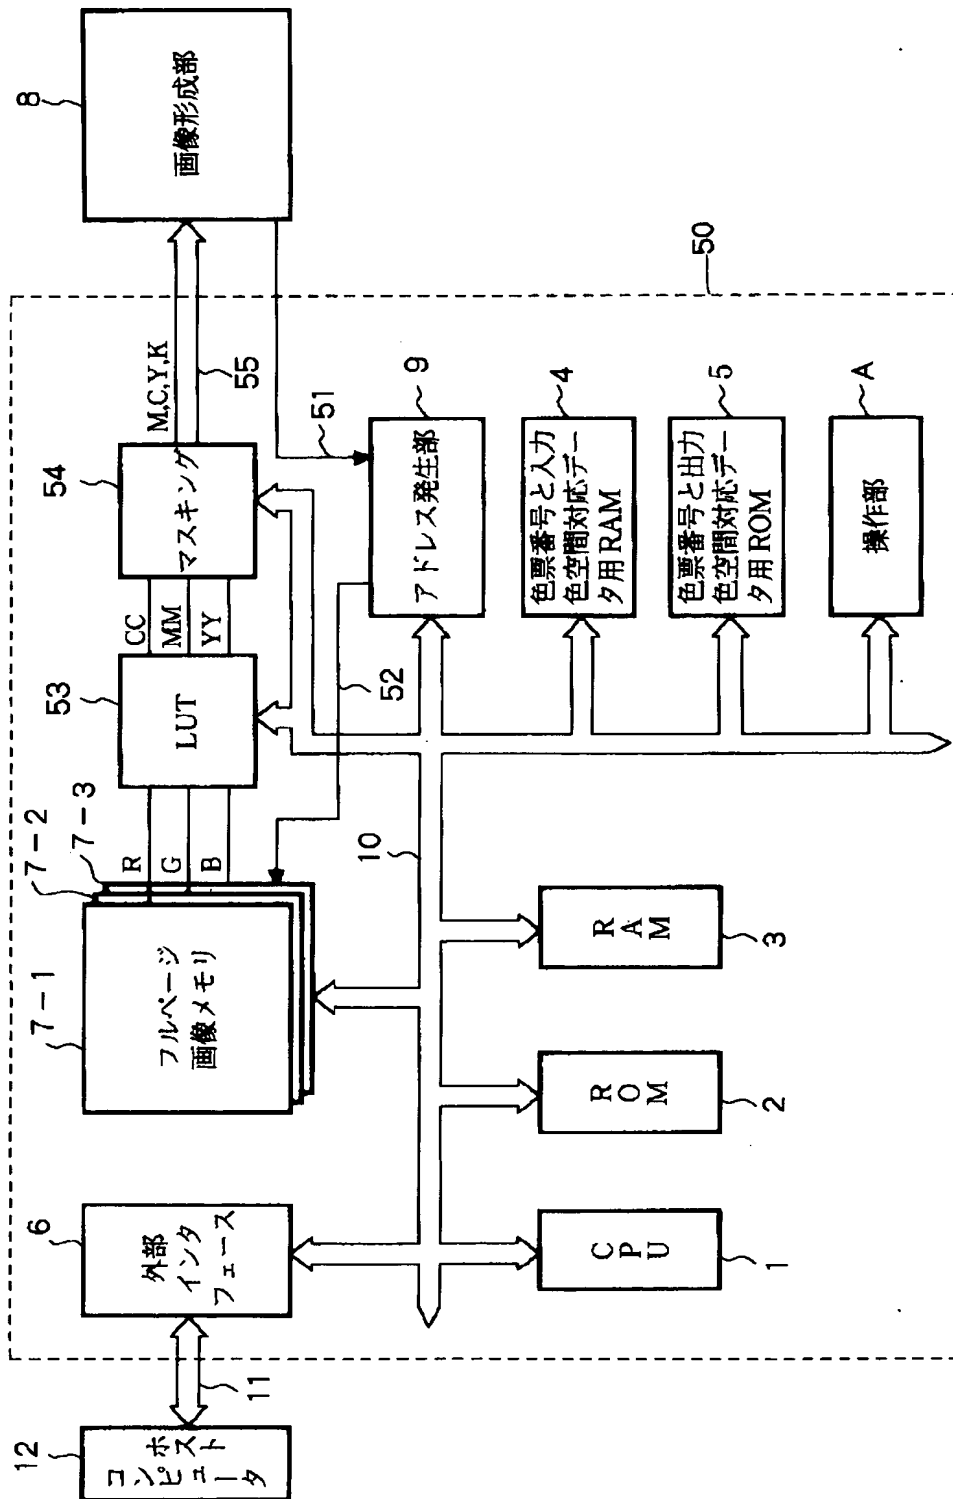 12
ホスト
コンピュータ
11
6
外部
インタ
フェース
7-1
7-2
7-3
フルページ
画像メモリ
R
G
B
53
LUT
CC
MM
YY
54
マスキング
M,C,Y,K
55
8
画像形成部
51
52
10
9
アドレス発生部
4
色票番号と入力
色空間対応デー
タ用RAM
5
色票番号と出力
色空間対応デー
タ用ROM
A
操作部
50
CPU
1
ROM
2
RAM
3